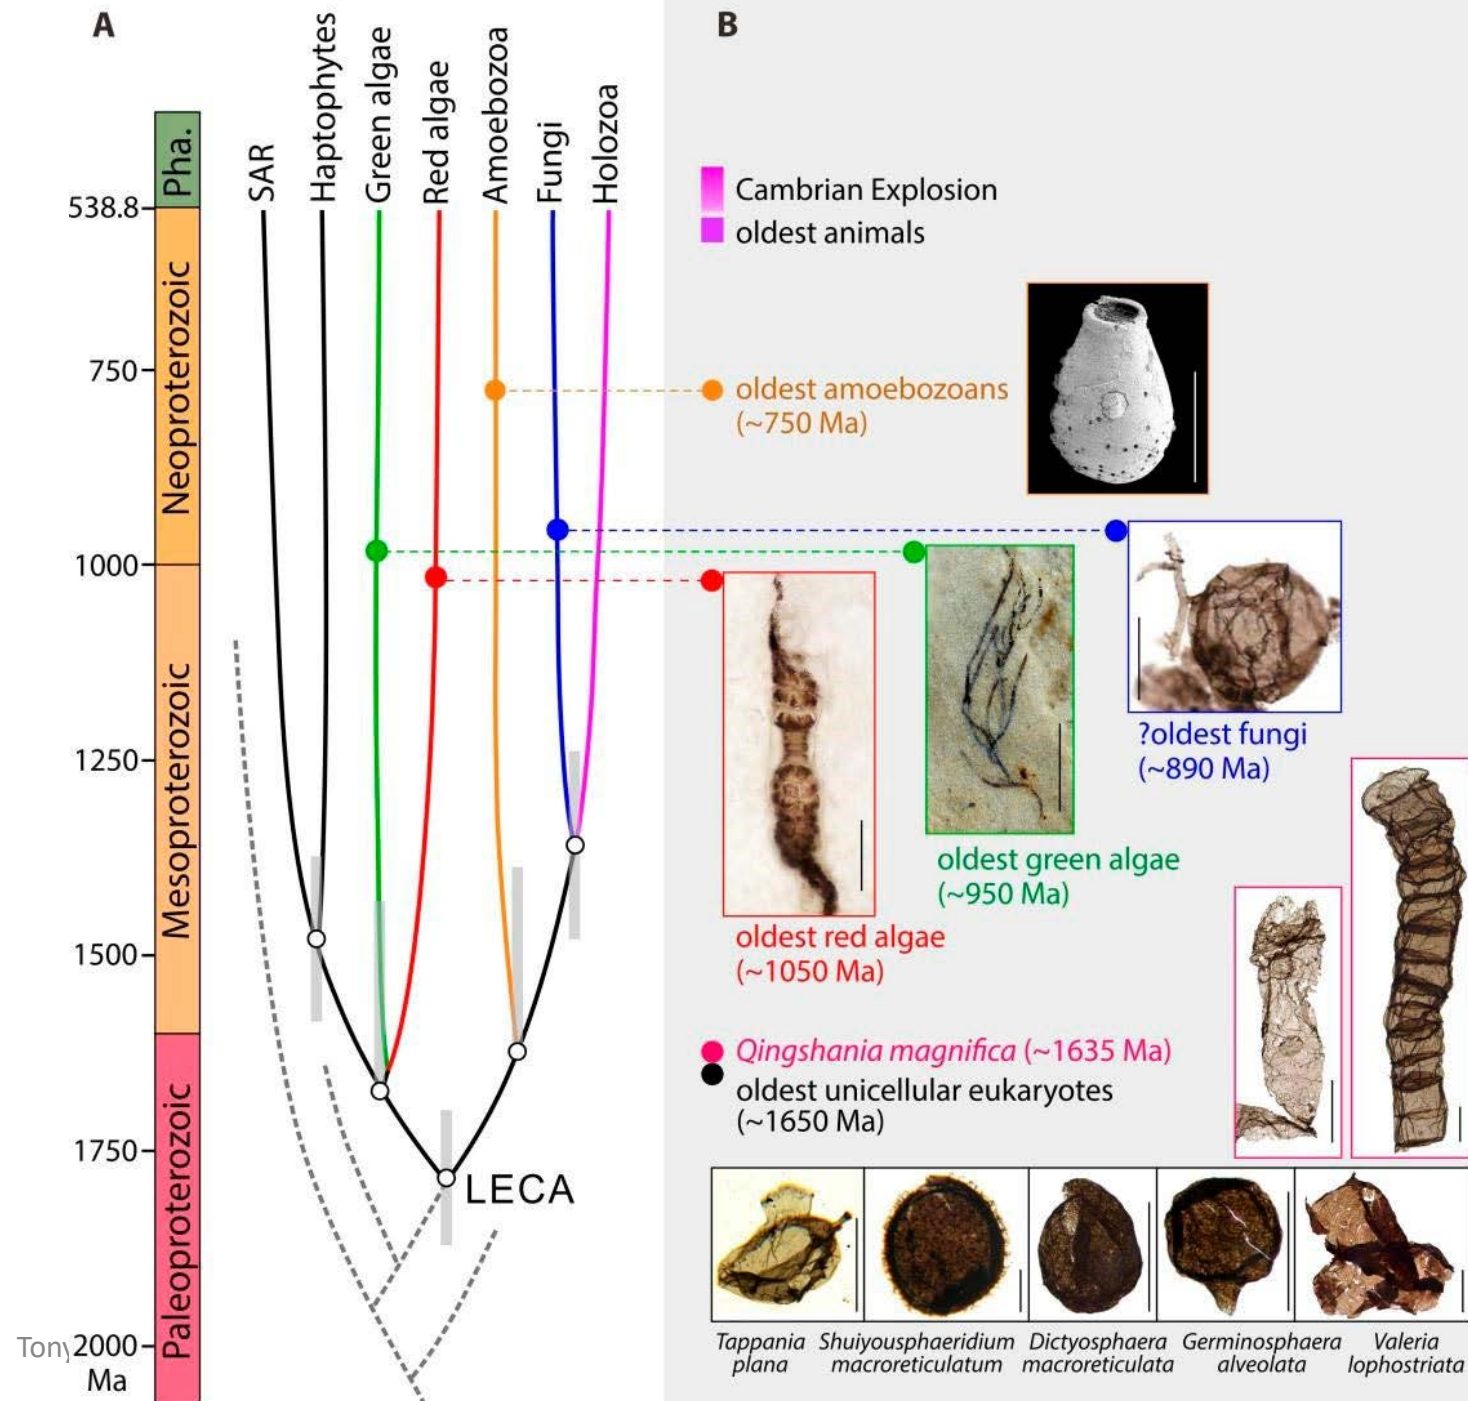 A
B
SAR
Haptophytes
Green algae
Red algae
Amoebozoa
Fungi
Holozoa
Pha.
538.8
Neoproterozoic
750
1000
Mesoproterozoic
1250
1500
Paleoproterozoic
1750
2000
Ma
Tony
LECA
Cambrian Explosion
oldest animals
oldest amoebozoans
(~750 Ma)
?oldest fungi
(~890 Ma)
oldest green algae
(~950 Ma)
oldest red algae
(~1050 Ma)
Qingshania magnifica (~1635 Ma)
oldest unicellular eukaryotes
(~1650 Ma)
Tappania
plana
Shuiyousphaeridium
macroreticulatum
Dictyosphaera
macroreticulata
Germinosphaera
alveolata
Valeria
lophostriata